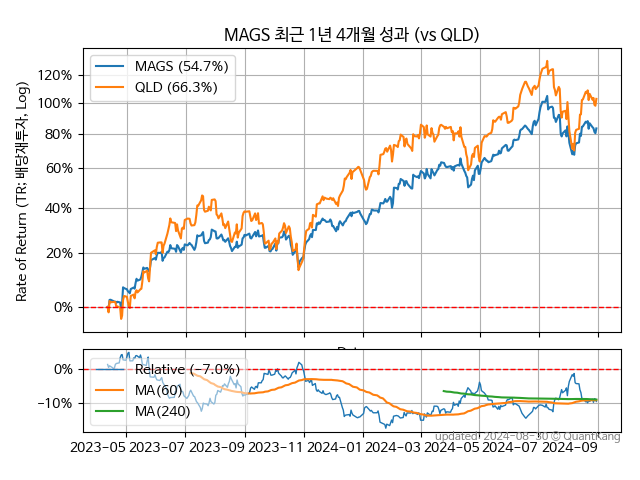 MAGS 최근 1년 4개월 성과 (vs QLD)
Rate of Return (TR: 배당재투자, Log)
120%
100%
80%
60%
40%
20%
0%
MAGS (54.7%)
QLD (66.3%)
0%
−10%
Relative (−7.0%)
MA(60)
MA(240)
2023−05 2023−07 2023−09 2023−11 2024−01 2024−03 2024−05 2024−07 2024−09
updated: 2024−08−30 © QuantKang